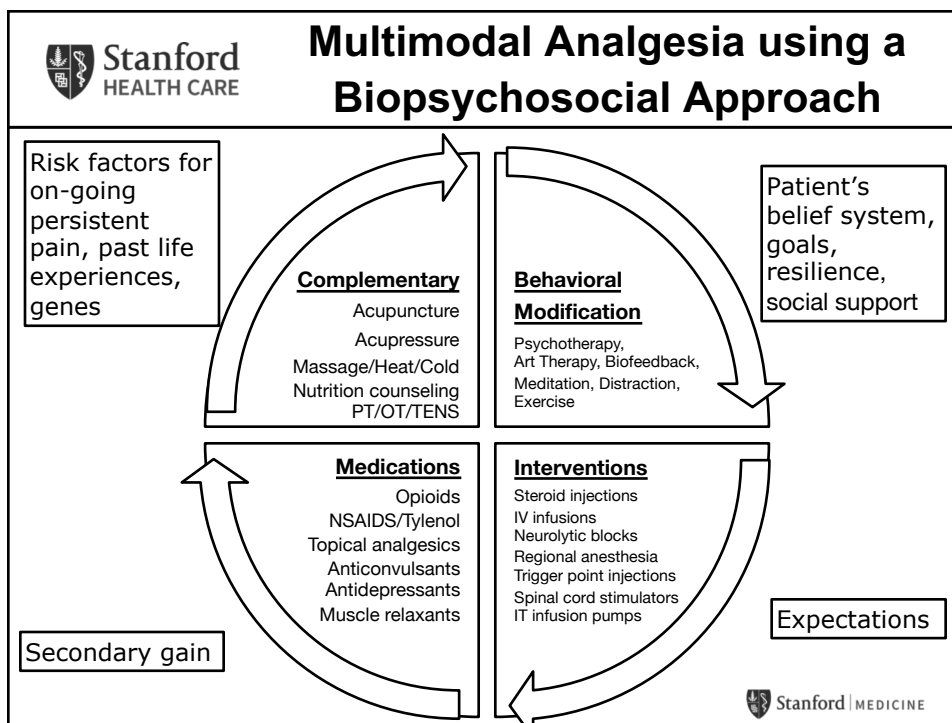 Stanford
HEALTH CARE
Multimodal Analgesia using a
Biopsychosocial Approach
Risk factors for
on-going
persistent
pain, past life
experiences,
genes
Patient’s
belief system,
goals,
resilience,
social support
Complementary
Acupuncture
Acupressure
Massage/Heat/Cold
Nutrition counseling
PT/OT/TENS
Behavioral
Modification
Psychotherapy,
Art Therapy, Biofeedback,
Meditation, Distraction,
Exercise
Medications
Opioids
NSAIDS/Tylenol
Topical analgesics
Anticonvulsants
Antidepressants
Muscle relaxants
Interventions
Steroid injections
IV infusions
Neurolytic blocks
Regional anesthesia
Trigger point injections
Spinal cord stimulators
IT infusion pumps
Secondary gain
Expectations
Stanford MEDICINE